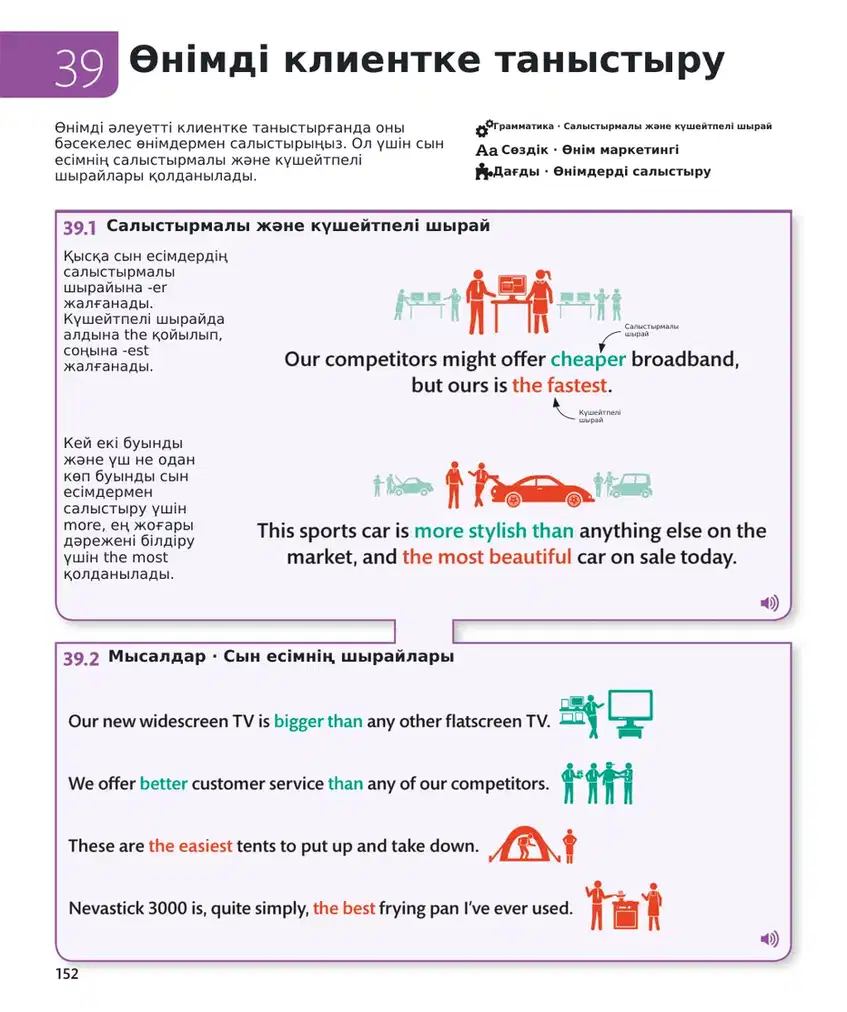 39
Өнімді клиентке таныстыру
Өнімді әлеуетті клиентке таныстырғанда оны
бәсекелес өнімдермен салыстырыңыз. Ол үшін сын
есімнің салыстырмалы және күшейтпелі
шырайлары қолданылады.
Грамматика · Салыстырмалы және күшейтпелі шырай
Aa Сөздік · Өнім маркетингі
Дағды · Өнімдерді салыстыру
39.1 Салыстырмалы және күшейтпелі шырай
Қысқа сын есімдердің
салыстырмалы
шырайына -er
жалғанады.
Күшейтпелі шырайда
алдына the қойылып,
соңына -est
жалғанады.
Салыстырмалы
шырай
Our competitors might offer cheaper broadband,
but ours is the fastest.
Күшейтпелі
шырай
Кей екі буынды
және үш не одан
көп буынды сын
есімдермен
салыстыру үшін
more, ең жоғары
дәрежені білдіру
үшін the most
қолданылады.
This sports car is more stylish than anything else on the
market, and the most beautiful car on sale today.
39.2 Мысалдар · Сын есімнің шырайлары
Our new widescreen TV is bigger than any other flatscreen TV.
We offer better customer service than any of our competitors.
These are the easiest tents to put up and take down.
Nevastick 3000 is, quite simply, the best frying pan I've ever used.
152